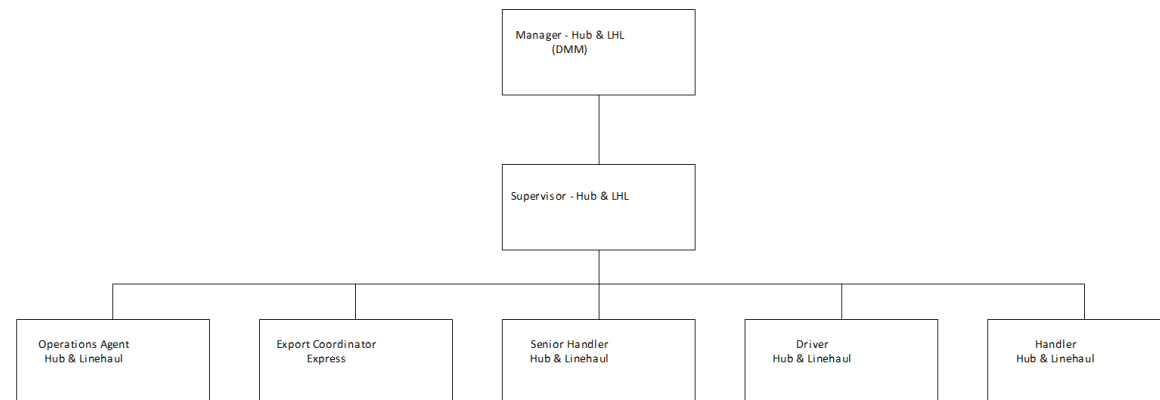 Manager - Hub & LHL
(DMM)
Supervisor - Hub & LHL
Operations Agent
Hub & Linehaul
Export Coordinator
Express
Senior Handler
Hub & Linehaul
Driver
Hub & Linehaul
Handler
Hub & Linehaul